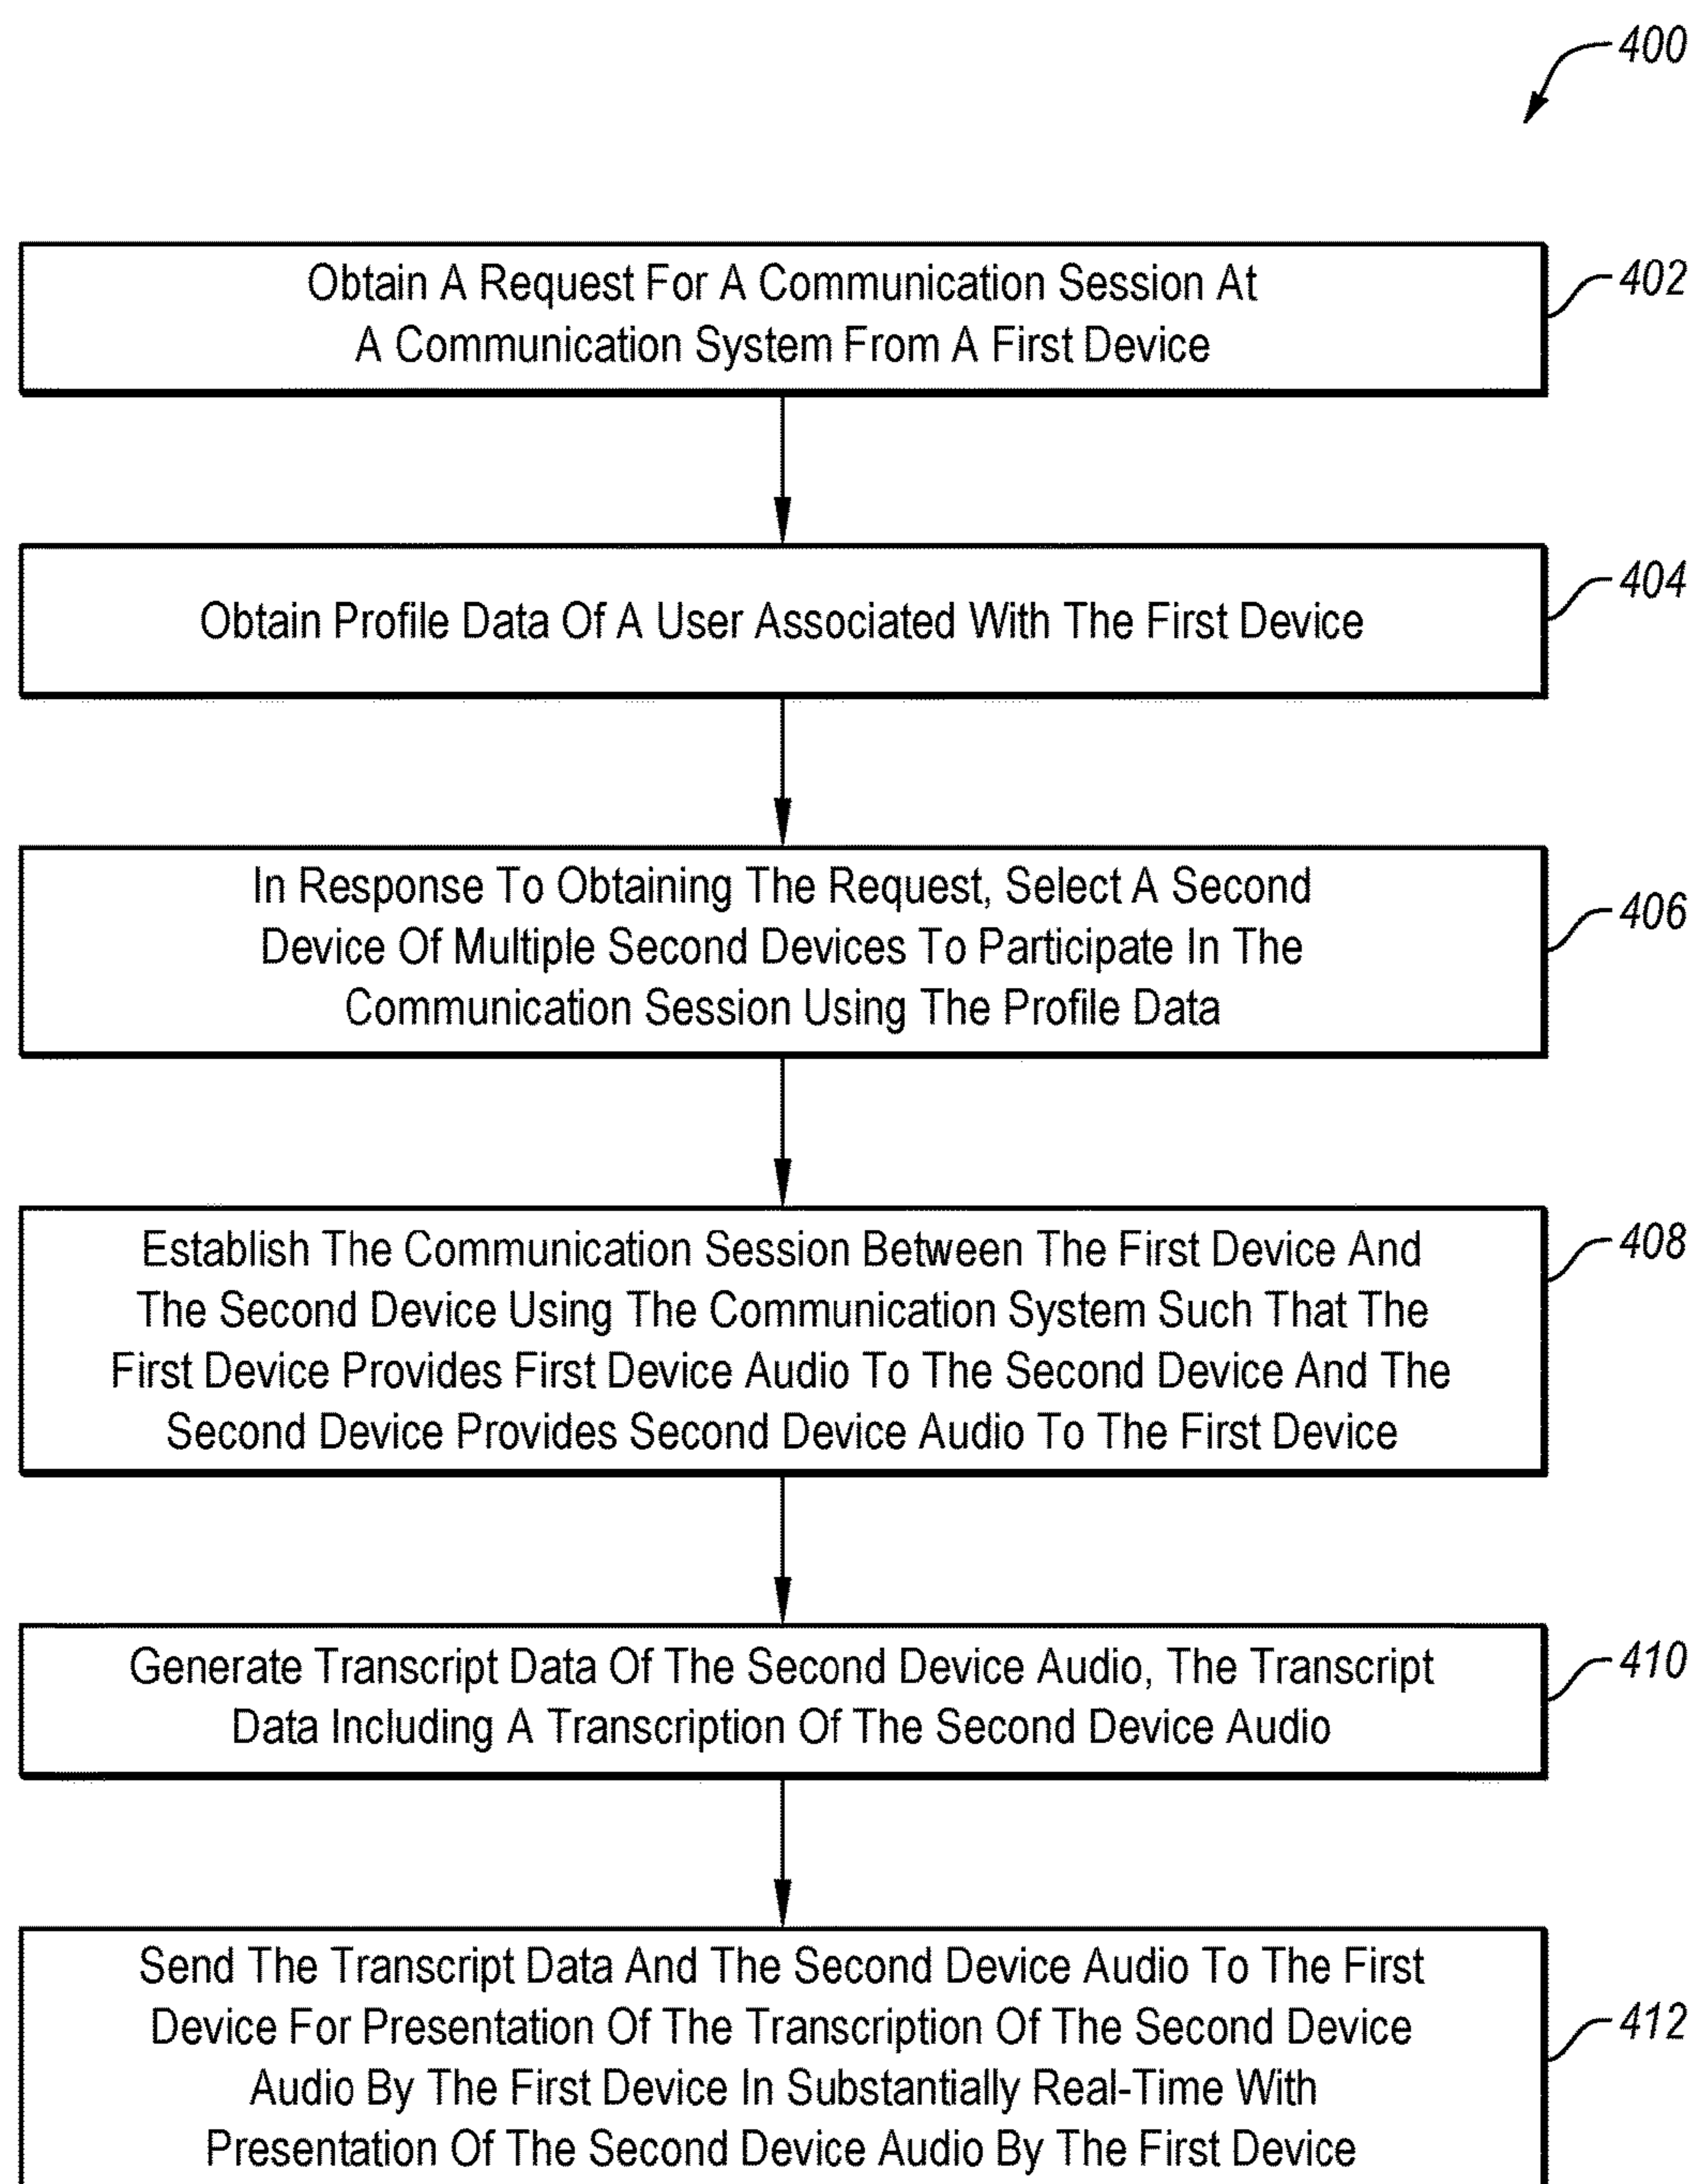 400
Obtain A Request For A Communication Session At
A Communication System From A First Device
402
Obtain Profile Data Of A User Associated With The First Device
404
In Response To Obtaining The Request, Select A Second
Device Of Multiple Second Devices To Participate In The
Communication Session Using The Profile Data
406
Establish The Communication Session Between The First Device And
The Second Device Using The Communication System Such That The
First Device Provides First Device Audio To The Second Device And The
Second Device Provides Second Device Audio To The First Device
408
Generate Transcript Data Of The Second Device Audio, The Transcript
Data Including A Transcription Of The Second Device Audio
410
Send The Transcript Data And The Second Device Audio To The First
Device For Presentation Of The Transcription Of The Second Device
Audio By The First Device In Substantially Real-Time With
Presentation Of The Second Device Audio By The First Device
412